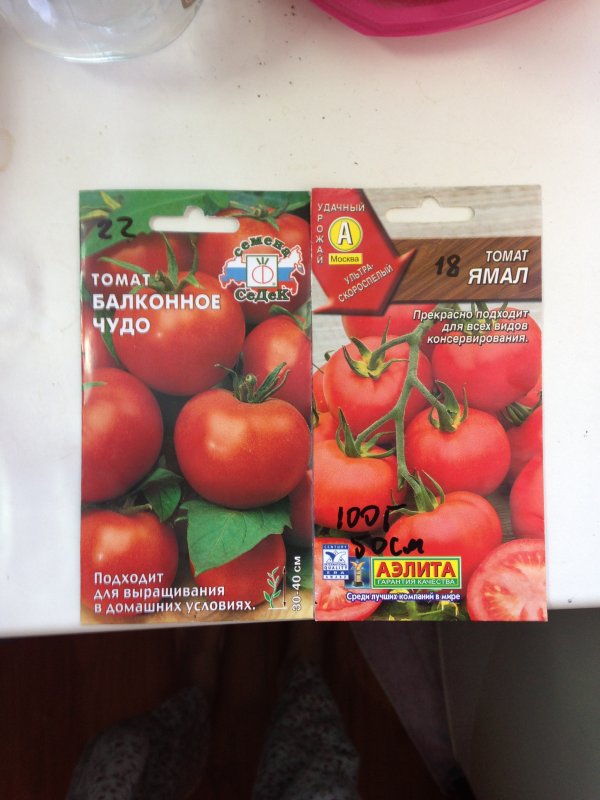 22
семена
СеДеК
ТОМАТ
БАЛКОННОЕ
ЧУДО
Подходит
для выращивания
в домашних условиях.
30-40 см
УДАЧНЫЙ
УРОЖАЙ
А
Москва
УЛЬТРА-
СКОРОСПЕЛЫЙ
18
ТОМАТ
ЯМАЛ
Прекрасно подходит
для всех видов
консервирования.
100г
50см
АЭЛИТА
ГАРАНТИЯ КАЧЕСТВА
Среди лучших компаний в мире